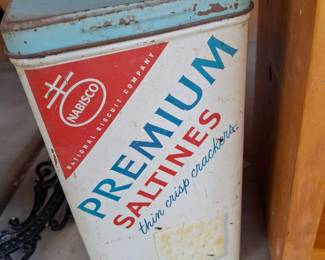 NABISCO
NATIONAL BISCUIT COMPANY
PREMIUM
SALTINES
thin crisp crackers